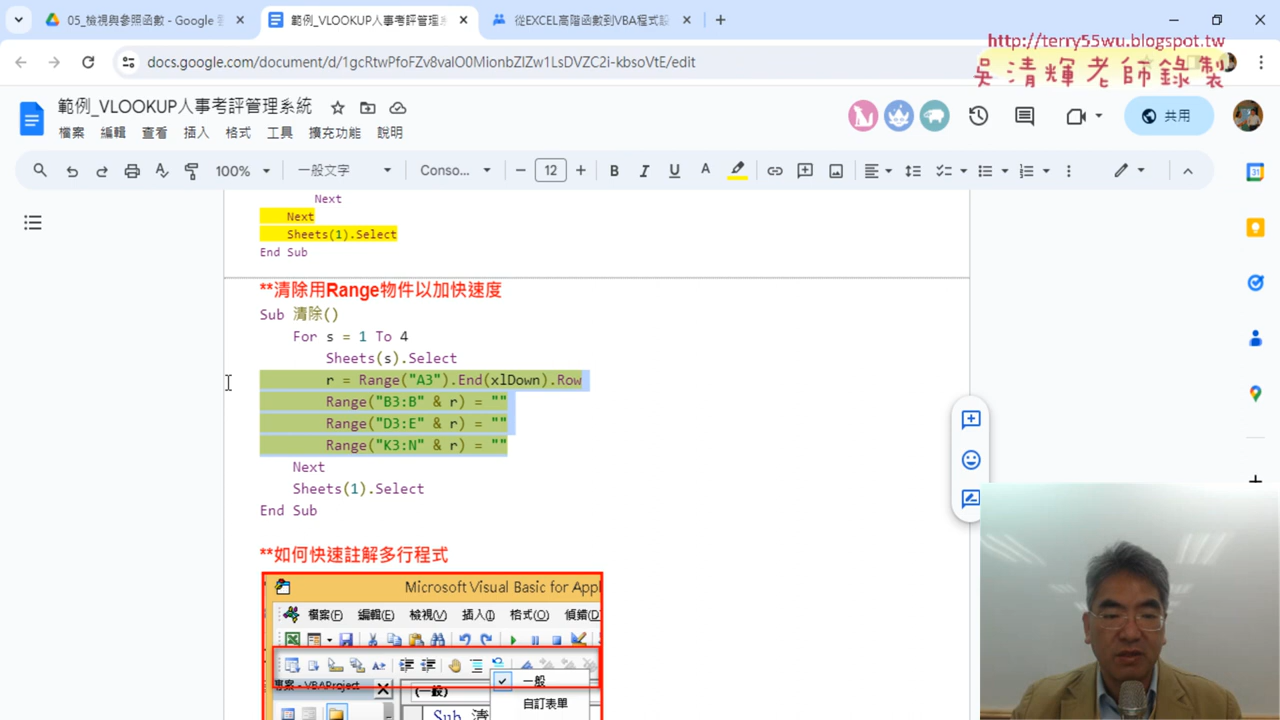 05_檢視與參照函數 - Google
範例_VLOOKUP人事考評管理系
從EXCEL高階函數到VBA程式設
docs.google.com/document/d/1gcRtwPfoFZv8valO0MionbZlZw1LsDVZC2i-kbsoVtE/edit
http://terry55wu.blogspot.tw
吳清輝老師錄製
範例_VLOOKUP人事考評管理系統
檔案 編輯 查看 插入 格式 工具 擴充功能 說明
共用
100% 一般文字 Conso... 12
Next
Next
Sheets(1).Select
End Sub
**清除用Range物件以加快速度
Sub 清除()
For s = 1 To 4
Sheets(s).Select
r = Range("A3").End(xlDown).Row
Range("B3:B" & r) = ""
Range("D3:E" & r) = ""
Range("K3:N" & r) = ""
Next
Sheets(1).Select
End Sub
**如何快速註解多行程式
Microsoft Visual Basic for Appl
檔案(F) 編輯(E) 檢視(V) 插入(I) 格式(O) 偵錯(D)
專案 - VBAProject
(一般)
一般
Sub 清
自訂表單